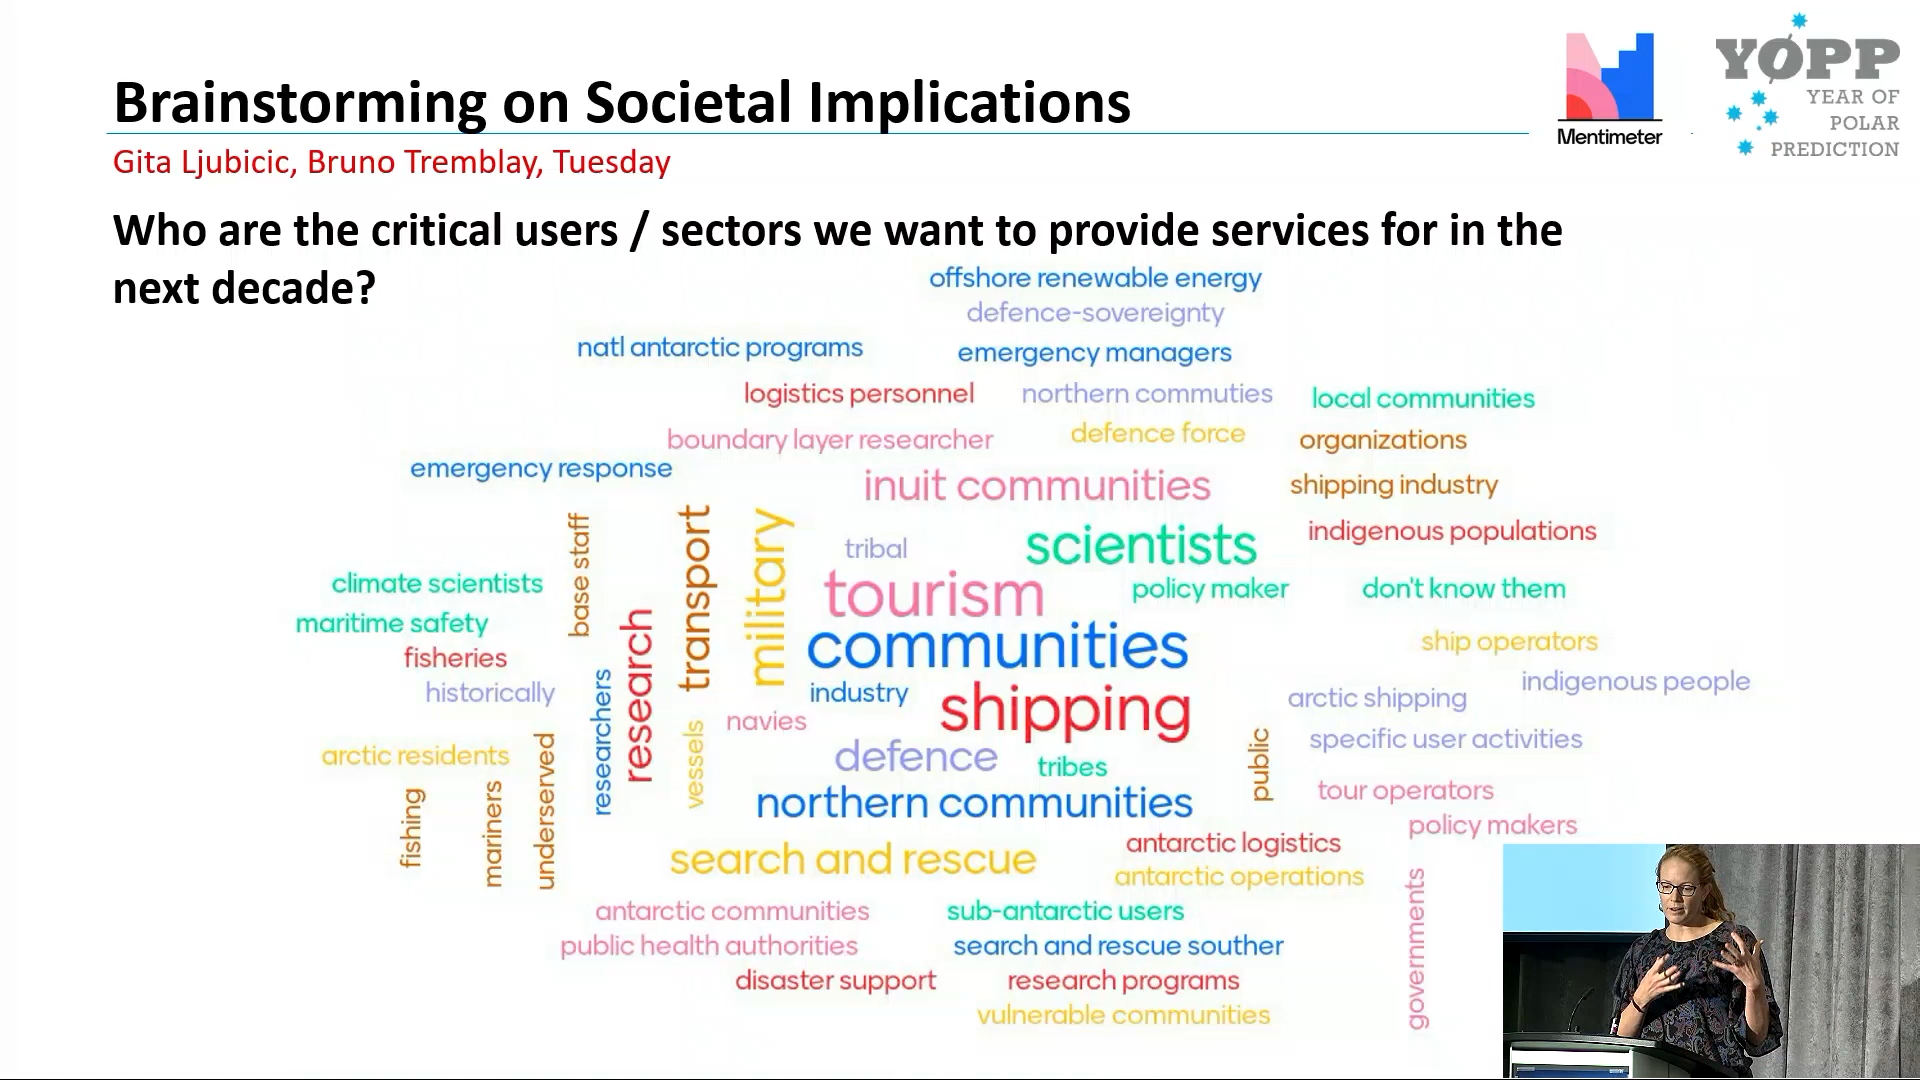 Brainstorming on Societal Implications
Mentimeter
YOPP
YEAR OF
POLAR
PREDICTION
Gita Ljubicic, Bruno Tremblay, Tuesday
Who are the critical users / sectors we want to provide services for in the
next decade?
offshore renewable energy
defence-sovereignty
natl antarctic programs
emergency managers
logistics personnel
northern commuties
local communities
boundary layer researcher
defence force
organizations
emergency response
inuit communities
shipping industry
base staff
transport
military
tribal
scientists
indigenous populations
climate scientists
tourism
policy maker
don't know them
maritime safety
research
communities
ship operators
fisheries
historically
researchers
industry
shipping
arctic shipping
indigenous people
navies
vessels
arctic residents
underserved
defence
tribes
public
specific user activities
fishing
mariners
northern communities
tour operators
policy makers
search and rescue
antarctic logistics
antarctic operations
governments
antarctic communities
sub-antarctic users
public health authorities
search and rescue souther
disaster support
research programs
vulnerable communities